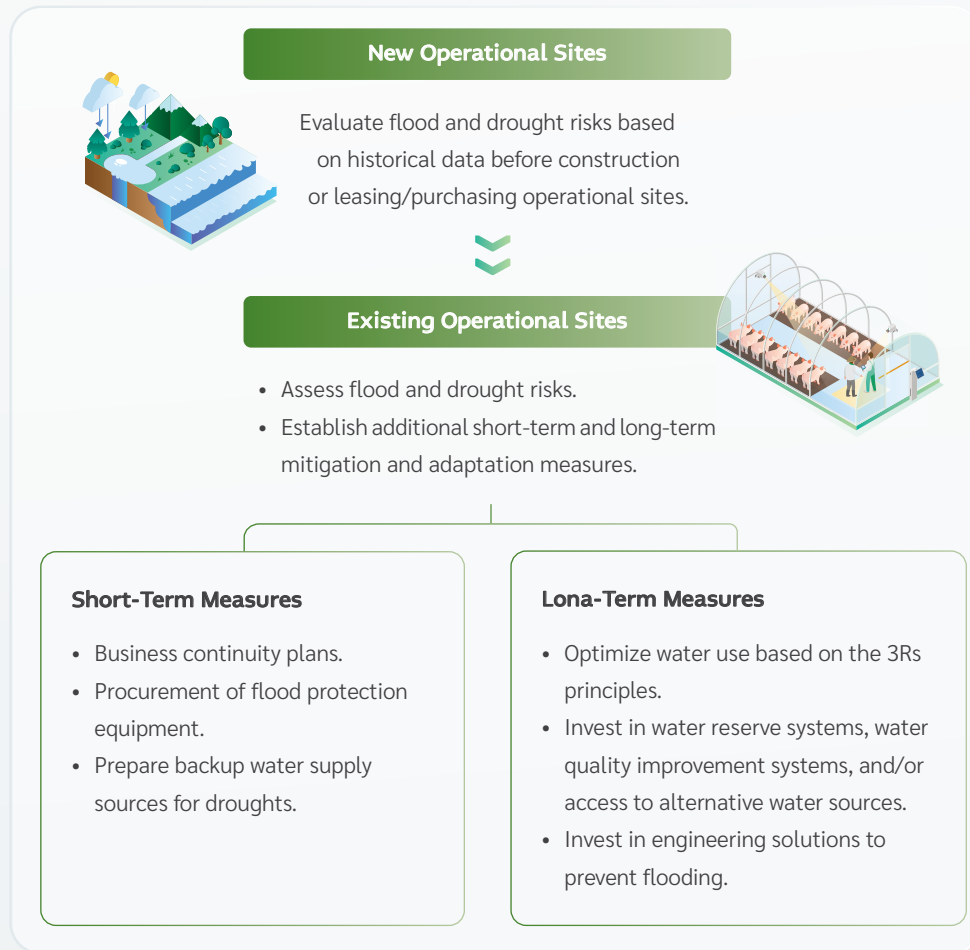 New Operational Sites
Evaluate flood and drought risks based
on historical data before construction
or leasing/purchasing operational sites.
Existing Operational Sites
• Assess flood and drought risks.
• Establish additional short-term and long-term
mitigation and adaptation measures.
Short-Term Measures
• Business continuity plans.
• Procurement of flood protection
equipment.
• Prepare backup water supply
sources for droughts.
Lona-Term Measures
• Optimize water use based on the 3Rs
principles.
• Invest in water reserve systems, water
quality improvement systems, and/or
access to alternative water sources.
• Invest in engineering solutions to
prevent flooding.